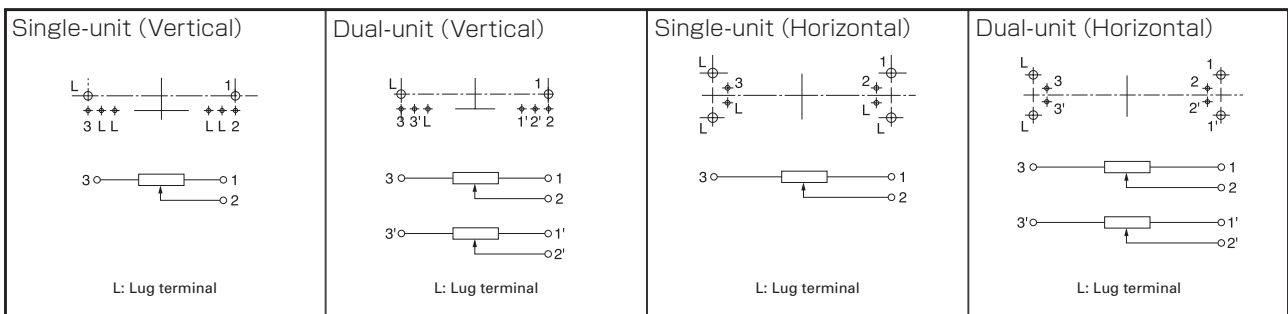 Single-unit (Vertical)
L 1
3 L L L L 2
3 1
2
L: Lug terminal
Dual-unit (Vertical)
L 1
3 3' L 1' 2' 2
3 1
2
3' 1'
2'
L: Lug terminal
Single-unit (Horizontal)
L 1
3 2
L L
L L
3 1
2
L: Lug terminal
Dual-unit (Horizontal)
L 1
3 2
3' 2'
L 1'
3 1
2
3' 1'
2'
L: Lug terminal